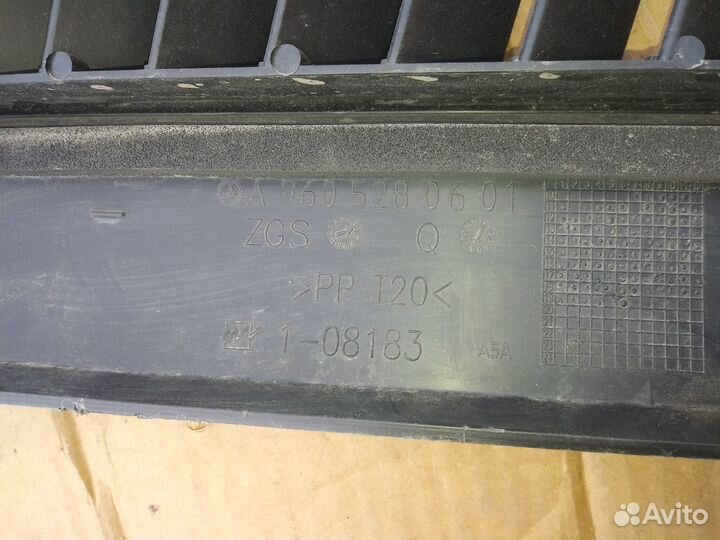 A 960 528 06 01
ZGS Q
>PP T20<
1-08183 A5A
Avito